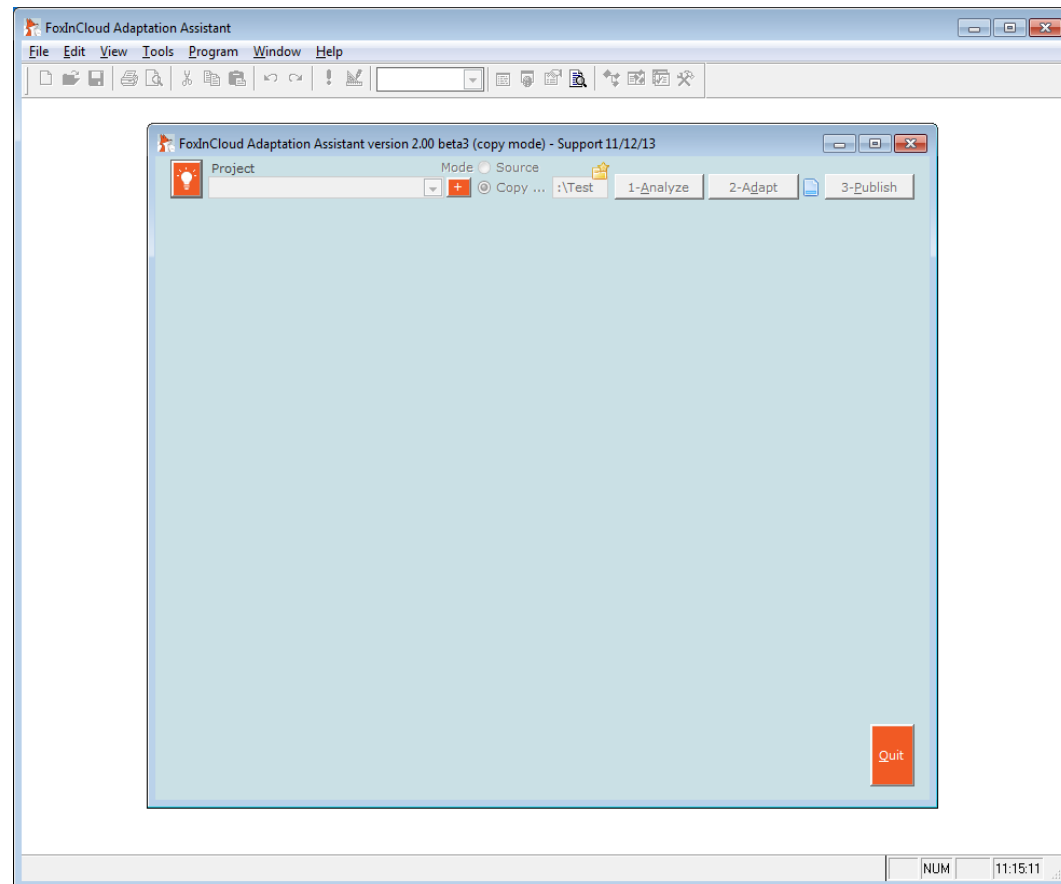 FoxInCloud Adaptation Assistant
File Edit View Tools Program Window Help
FoxInCloud Adaptation Assistant version 2.00 beta3 (copy mode) - Support 11/12/13
Project Mode Source
+ Copy ... :\Test 1-Analyze 2-Adapt 3-Publish
Quit
NUM 11:15:11